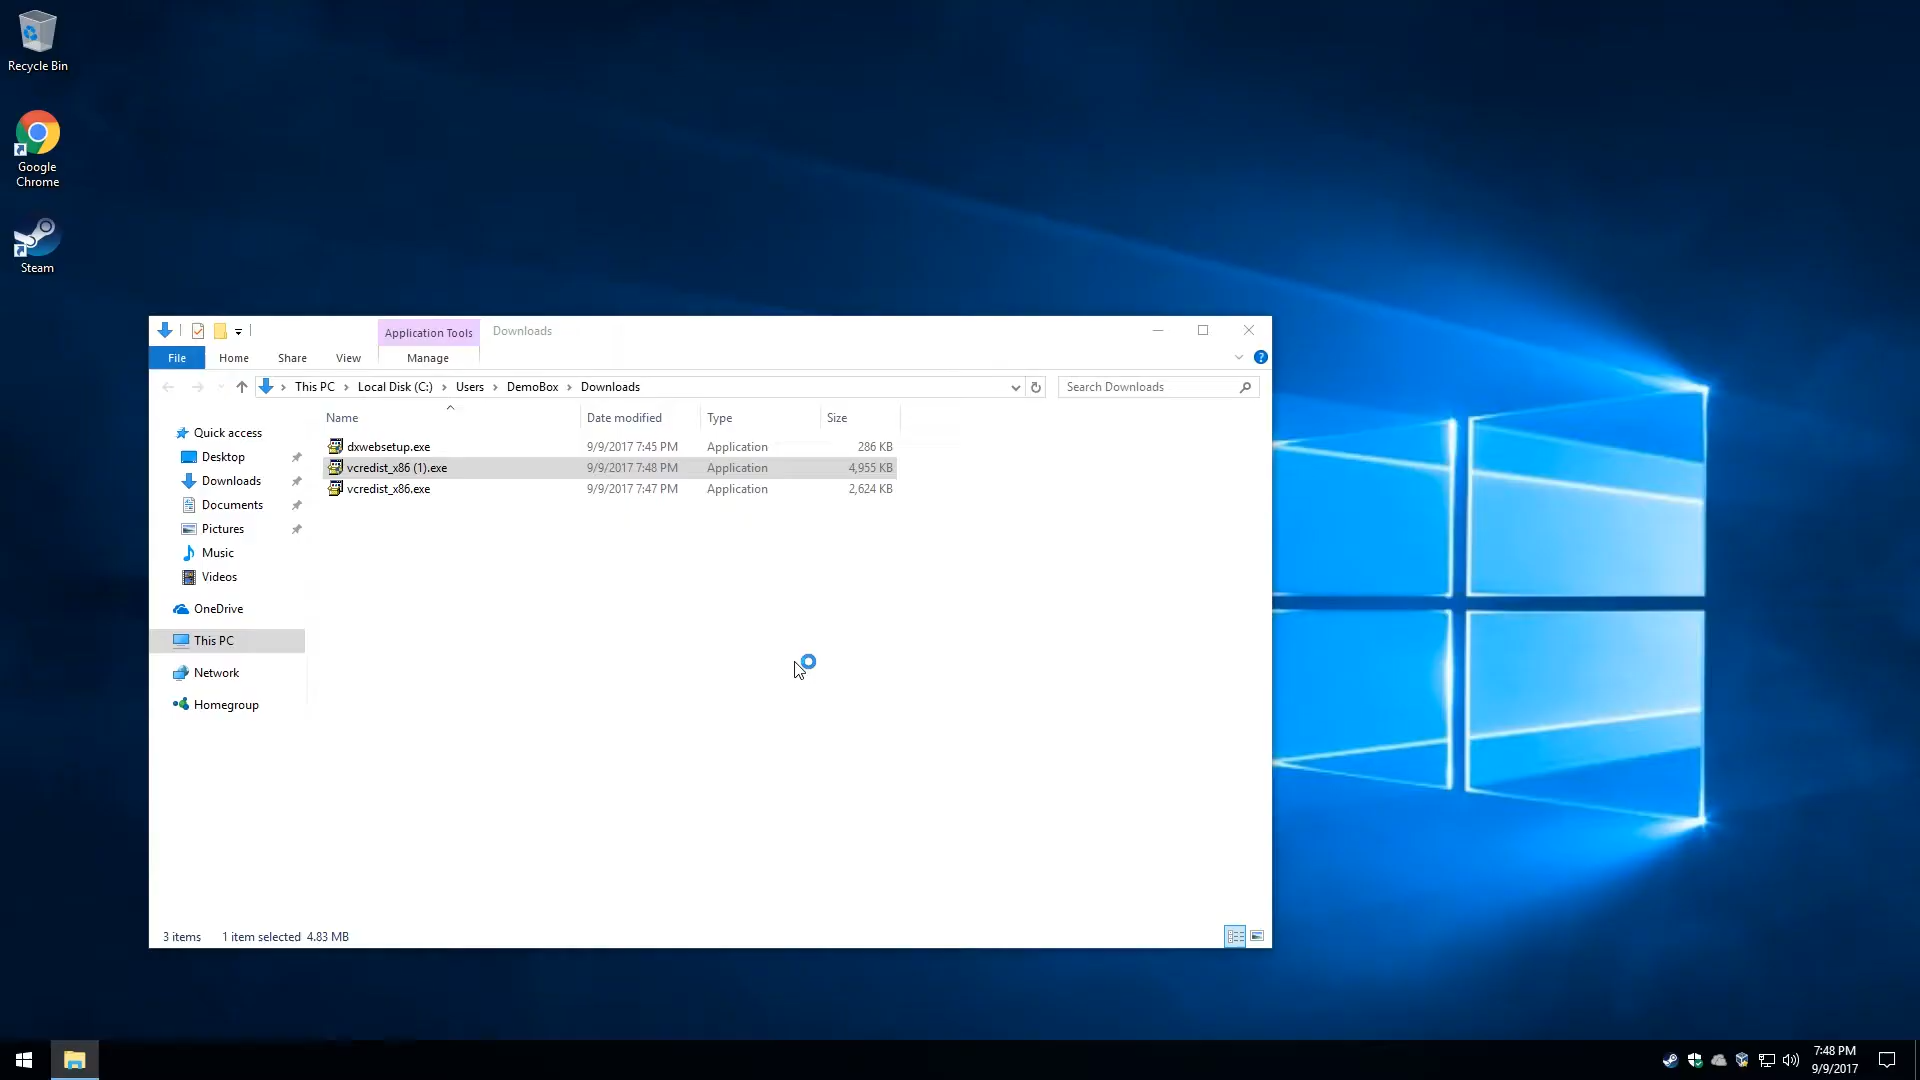 Recycle Bin
Google
Chrome
Steam
Application Tools
Downloads
File
Home
Share
View
Manage
This PC
Local Disk (C:)
Users
DemoBox
Downloads
Search Downloads
Name
Date modified
Type
Size
dxwebsetup.exe
9/9/2017 7:45 PM
Application
286 KB
vcredist_x86 (1).exe
9/9/2017 7:48 PM
Application
4,955 KB
vcredist_x86.exe
9/9/2017 7:47 PM
Application
2,624 KB
Quick access
Desktop
Downloads
Documents
Pictures
Music
Videos
OneDrive
This PC
Network
Homegroup
3 items
1 item selected 4.83 MB
7:48 PM
9/9/2017